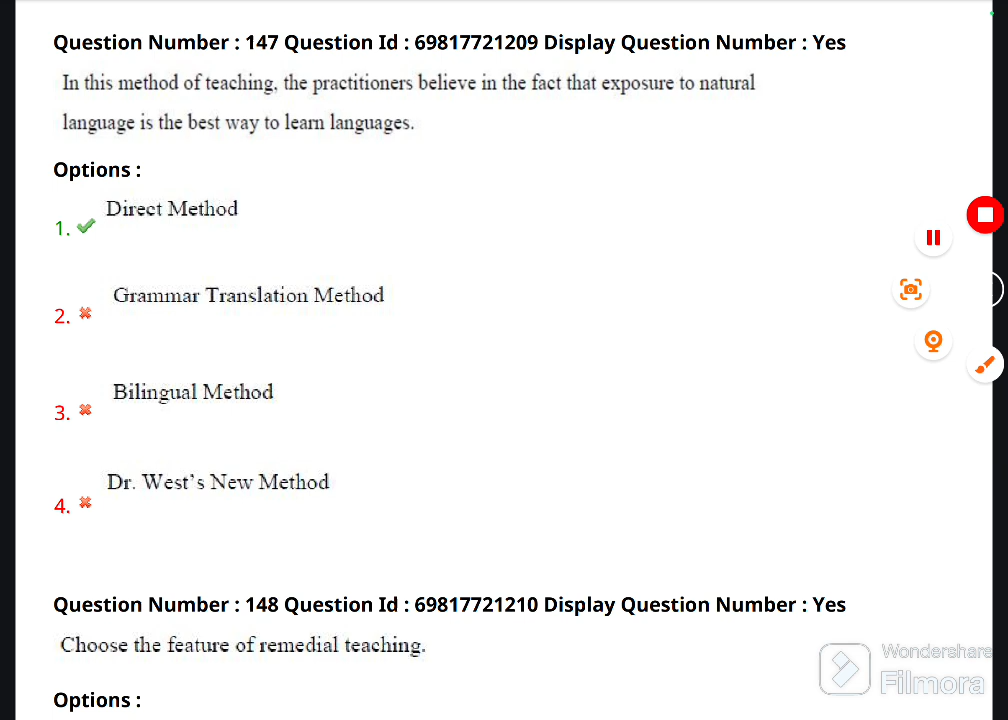 Question Number : 147 Question Id : 69817721209 Display Question Number : Yes
In this method of teaching, the practitioners believe in the fact that exposure to natural
language is the best way to learn languages.
Options :
Direct Method
1.
Grammar Translation Method
2.
Bilingual Method
3.
Dr. West's New Method
4.
Question Number : 148 Question Id : 69817721210 Display Question Number : Yes
Choose the feature of remedial teaching.
Options :
Wondershare
Filmora